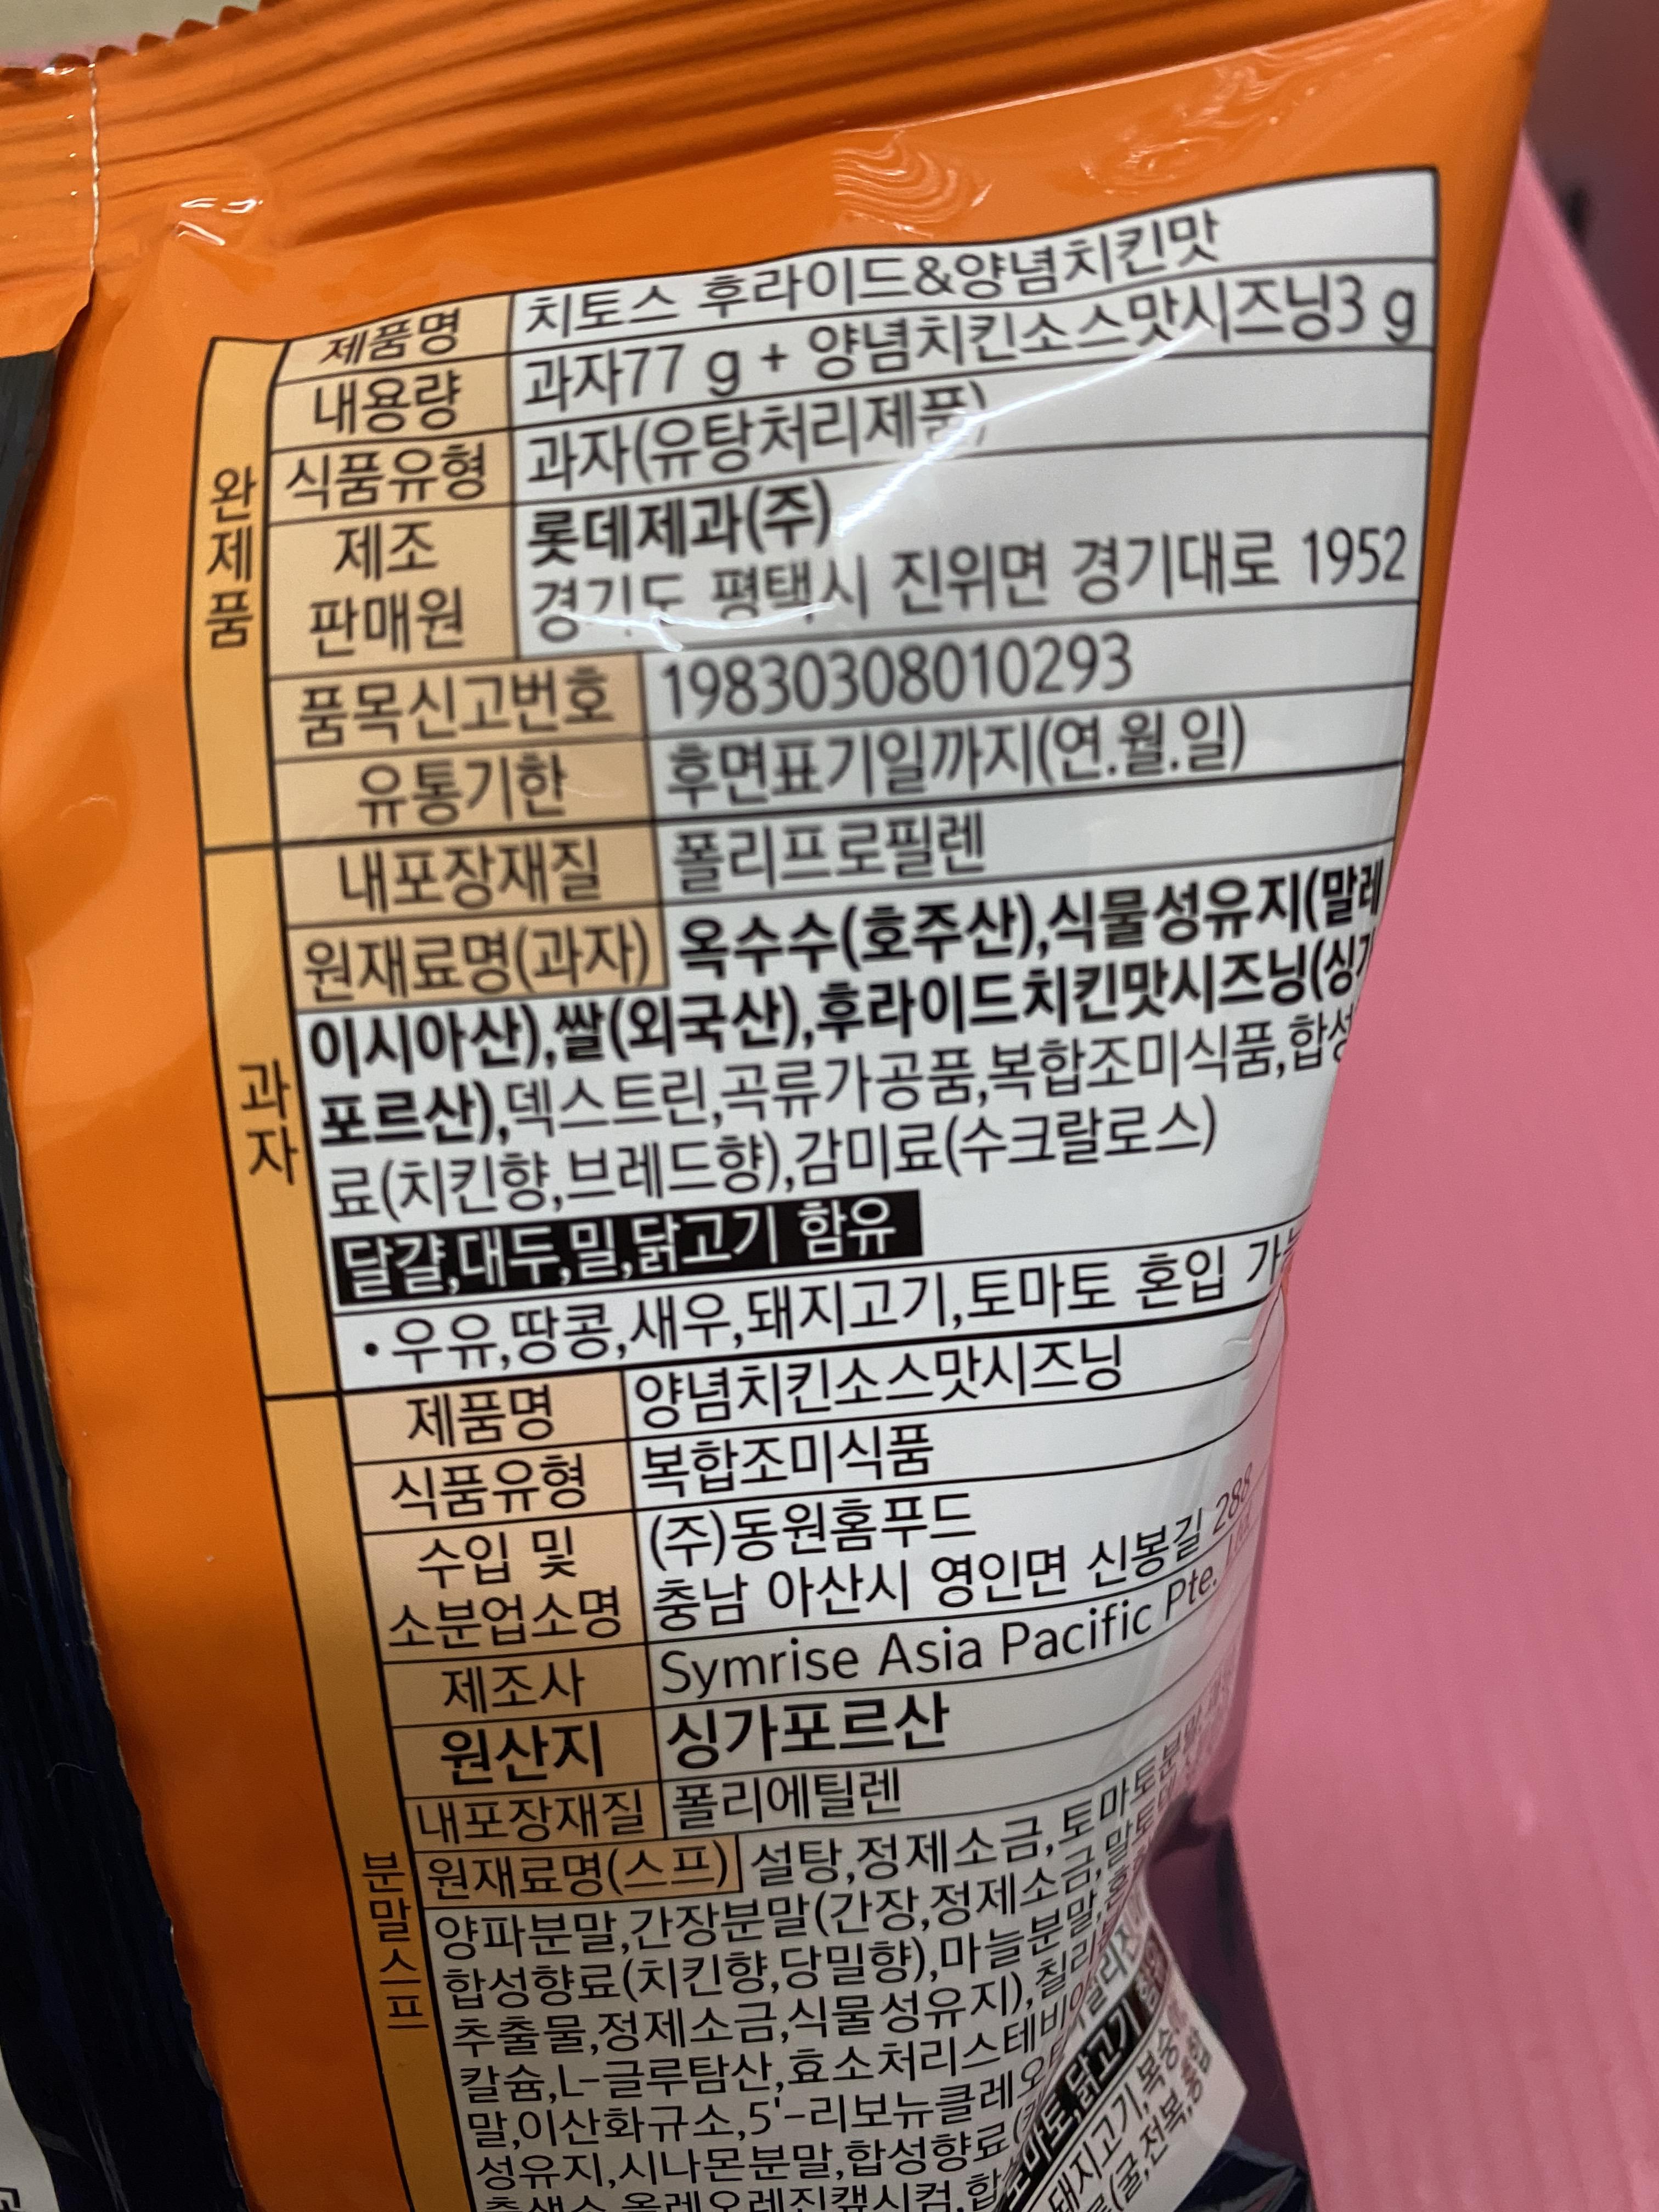 완제품
제품명 치토스 후라이드&양념치킨맛
내용량 과자77 g + 양념치킨소스맛시즈닝3 g
식품유형 과자(유탕처리제품)
제조 롯데제과(주)
판매원 경기도 평택시 진위면 경기대로 1952
품목신고번호 19830308010293
유통기한 후면표기일까지(연.월.일)
과자
내포장재질 폴리프로필렌
원재료명(과자) 옥수수(호주산),식물성유지(말레
이시아산),쌀(외국산),후라이드치킨맛시즈닝(싱가
포르산),덱스트린,곡류가공품,복합조미식품,합성
료(치킨향,브레드향),감미료(수크랄로스)
달걀,대두,밀,닭고기 함유
•우유,땅콩,새우,돼지고기,토마토 혼입
분말스프
제품명 양념치킨소스맛시즈닝
식품유형 복합조미식품
수입 및 (주)동원홈푸드
소분업소명 충남 아산시 영인면 신봉길 288
제조사 Symrise Asia Pacific Pte.
원산지 싱가포르산
내포장재질 폴리에틸렌
원재료명(스프) 설탕,정제소금,토마토분말
양파분말,간장분말(간장,정제소금,
합성향료(치킨향,당밀향),마늘분말,
추출물,정제소금,식물성유지),칠리
칼슘,L-글루탐산,효소처리스테비
말,이산화규소,5'-리보뉴클레오
성유지,시나몬분말,합성향료
닭고기
돼지고기,복숭
(굴,전복,홍합